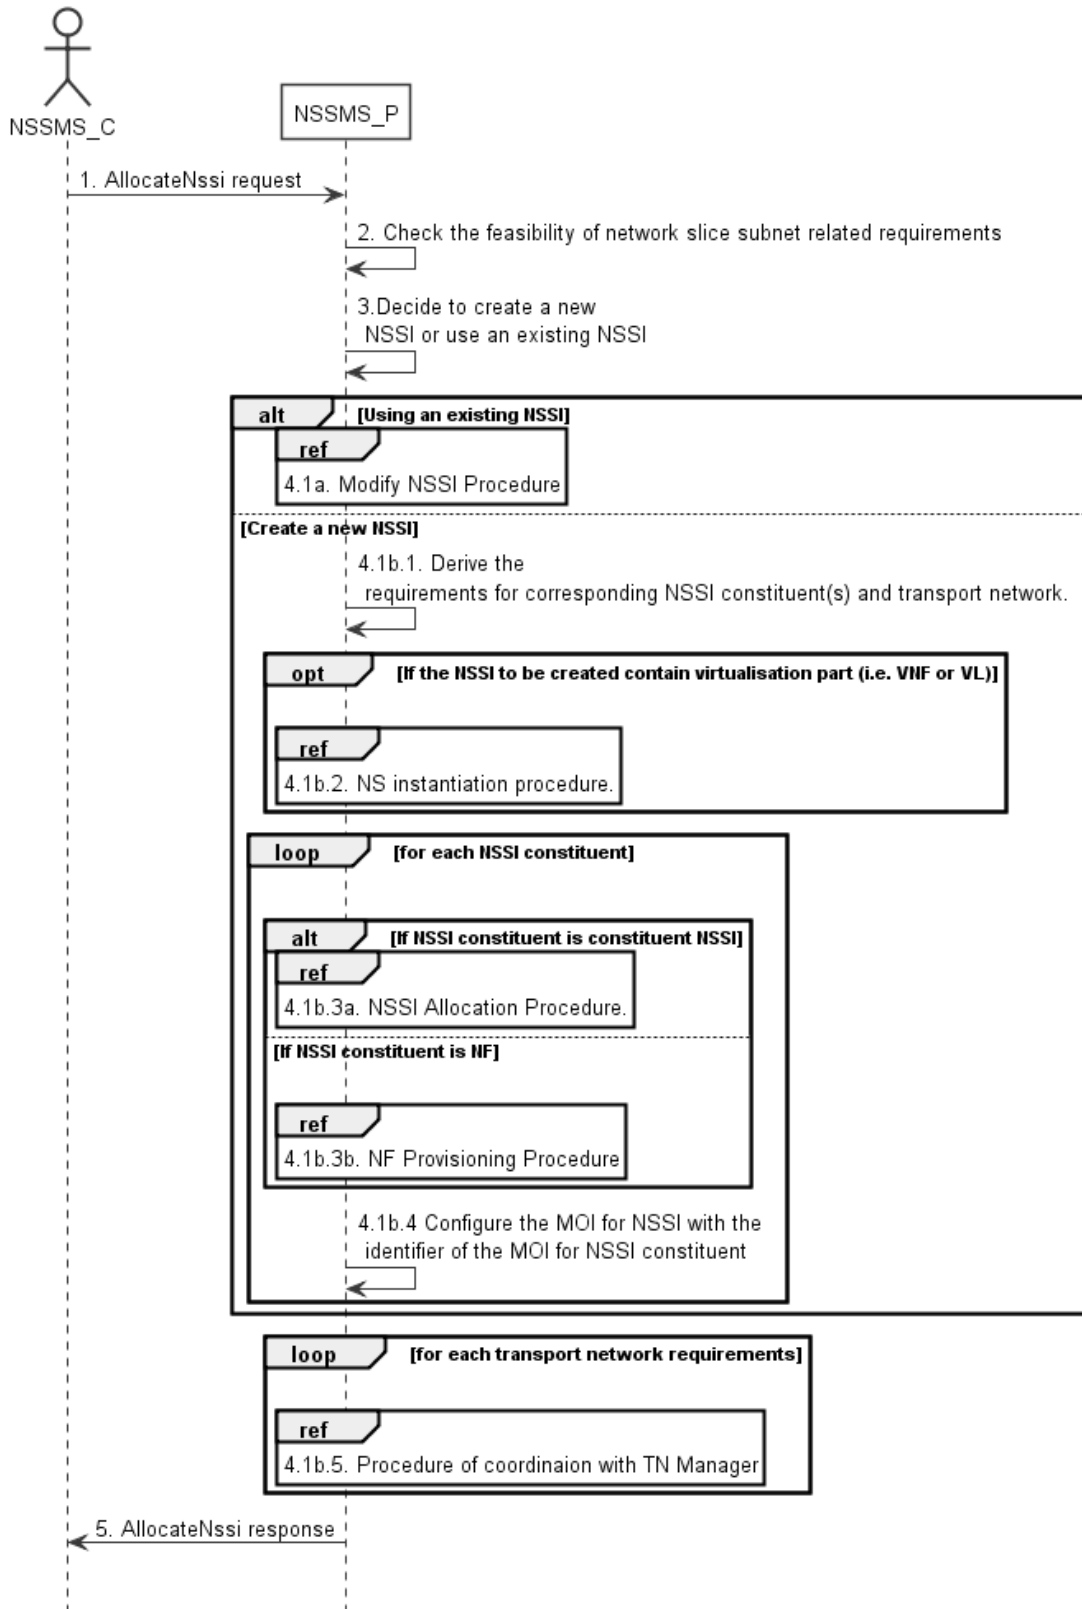 NSSMS_C
NSSMS_P
1. AllocateNssi request
2. Check the feasibility of network slice subnet related requirements
3.Decide to create a new
NSSI or use an existing NSSI
alt
[Using an existing NSSI]
ref
4.1a. Modify NSSI Procedure
[Create a new NSSI]
4.1b.1. Derive the
requirements for corresponding NSSI constituent(s) and transport network.
opt
[If the NSSI to be created contain virtualisation part (i.e. VNF or VL)]
ref
4.1b.2. NS instantiation procedure.
loop
[for each NSSI constituent]
alt
[If NSSI constituent is constituent NSSI]
ref
4.1b.3a. NSSI Allocation Procedure.
[If NSSI constituent is NF]
ref
4.1b.3b. NF Provisioning Procedure
4.1b.4 Configure the MOI for NSSI with the
identifier of the MOI for NSSI constituent
loop
[for each transport network requirements]
ref
4.1b.5. Procedure of coordinaion with TN Manager
5. AllocateNssi response